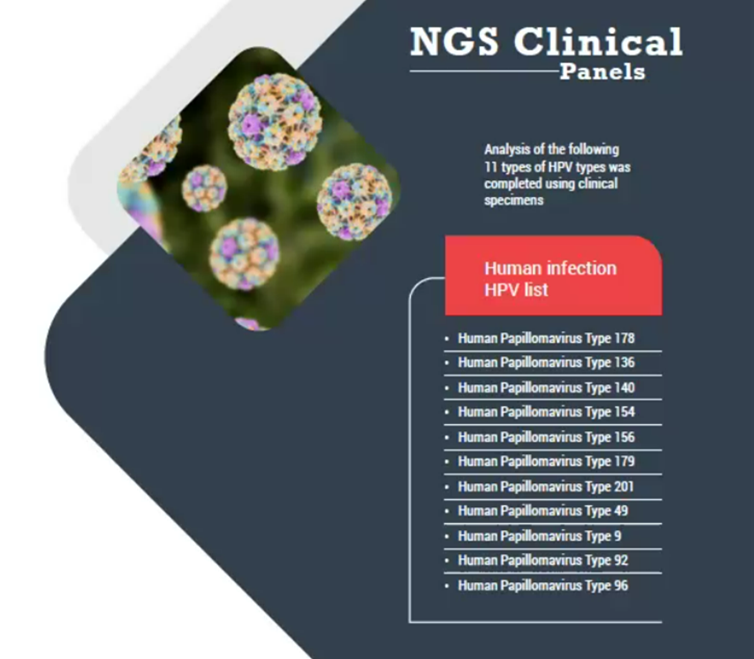 NGS Clinical
Panels
Analysis of the following
11 types of HPV types was
completed using clinical
specimens
Human infection
HPV list
• Human Papillomavirus Type 178
• Human Papillomavirus Type 136
• Human Papillomavirus Type 140
• Human Papillomavirus Type 154
• Human Papillomavirus Type 156
• Human Papillomavirus Type 179
• Human Papillomavirus Type 201
• Human Papillomavirus Type 49
• Human Papillomavirus Type 9
• Human Papillomavirus Type 92
• Human Papillomavirus Type 96